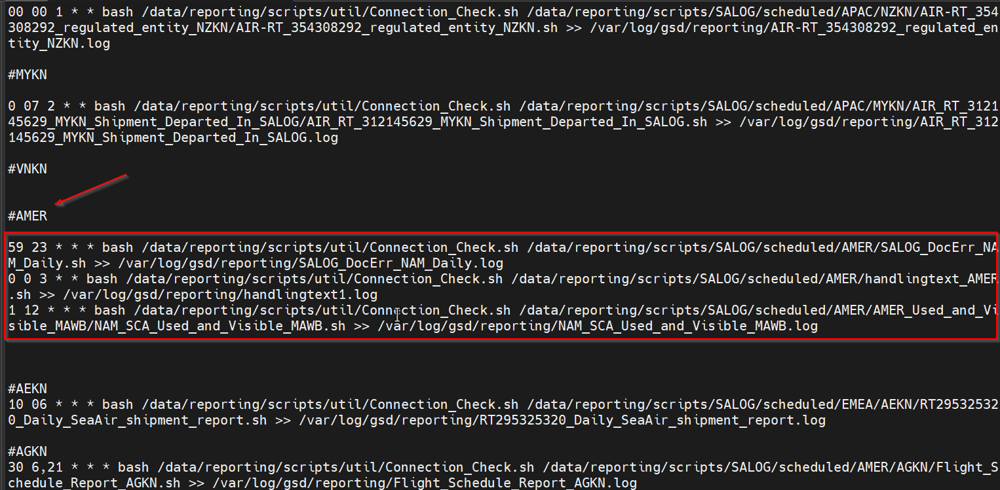 00 00 1 * * bash /data/reporting/scripts/util/Connection_Check.sh /data/reporting/scripts/SALOG/scheduled/APAC/NZKN/AIR-RT_354
308292_regulated_entity_NZKN/AIR-RT_354308292_regulated_entity_NZKN.sh >> /var/log/gsd/reporting/AIR-RT_354308292_regulated_en
tity_NZKN.log
#MYKN
0 07 2 * * bash /data/reporting/scripts/util/Connection_Check.sh /data/reporting/scripts/SALOG/scheduled/APAC/MYKN/AIR_RT_3121
45629_MYKN_Shipment_Departed_In_SALOG/AIR_RT_312145629_MYKN_Shipment_Departed_In_SALOG.sh >> /var/log/gsd/reporting/AIR_RT_312
145629_MYKN_Shipment_Departed_In_SALOG.log
#VNKN
#AMER
59 23 * * * bash /data/reporting/scripts/util/Connection_Check.sh /data/reporting/scripts/SALOG/scheduled/AMER/SALOG_DocErr_NA
M_Daily.sh >> /var/log/gsd/reporting/SALOG_DocErr_NAM_Daily.log
0 0 3 * * bash /data/reporting/scripts/util/Connection_Check.sh /data/reporting/scripts/SALOG/scheduled/AMER/handlingtext_AMER
.sh >> /var/log/gsd/reporting/handlingtext1.log
1 12 * * * bash /data/reporting/scripts/util/Connection_Check.sh /data/reporting/scripts/SALOG/scheduled/AMER/AMER_Used_and_Vi
sible_MAWB/NAM_SCA_Used_and_Visible_MAWB.sh >> /var/log/gsd/reporting/NAM_SCA_Used_and_Visible_MAWB.log
#AEKN
10 06 * * * bash /data/reporting/scripts/util/Connection_Check.sh /data/reporting/scripts/SALOG/scheduled/EMEA/AEKN/RT29532532
0_Daily_SeaAir_shipment_report.sh >> /var/log/gsd/reporting/RT295325320_Daily_SeaAir_shipment_report.log
#AGKN
30 6,21 * * * bash /data/reporting/scripts/util/Connection_Check.sh /data/reporting/scripts/SALOG/scheduled/AMER/AGKN/Flight_S
chedule_Report_AGKN.sh >> /var/log/gsd/reporting/Flight_Schedule_Report_AGKN.log